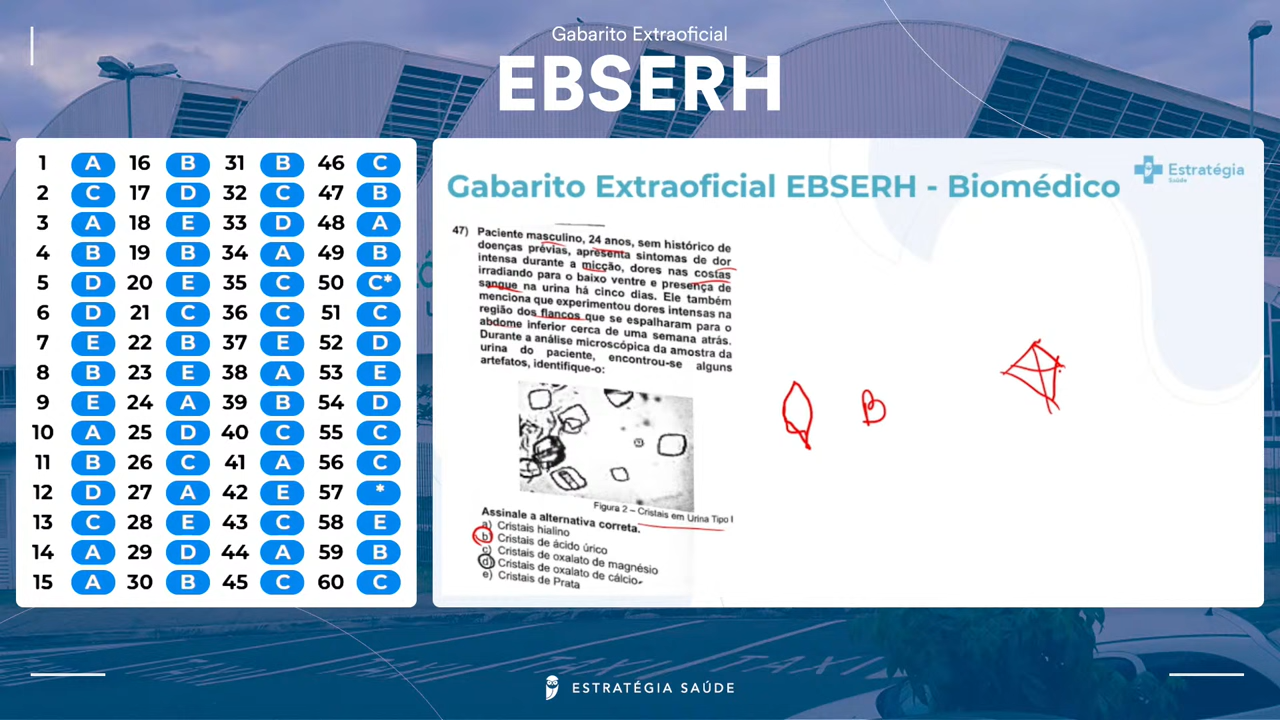 Gabarito Extraoficial
EBSERH
1 A 16 B 31 B 46 C
2 C 17 D 32 C 47 B
3 A 18 E 33 D 48 A
4 B 19 B 34 A 49 B
5 D 20 E 35 C 50 C*
6 D 21 C 36 C 51 C
7 E 22 B 37 E 52 D
8 B 23 E 38 A 53 E
9 E 24 A 39 B 54 D
10 A 25 D 40 C 55 C
11 B 26 C 41 A 56 C
12 D 27 A 42 E 57 *
13 C 28 E 43 C 58 E
14 A 29 D 44 A 59 B
15 A 30 B 45 C 60 C
Gabarito Extraoficial EBSERH - Biomédico
Estratégia
Saúde
47) Paciente masculino, 24 anos, sem histórico de
doenças prévias, apresenta sintomas de dor
intensa durante a micção, dores nas costas
irradiando para o baixo ventre e presença de
sangue na urina há cinco dias. Ele também
menciona que experimentou dores intensas na
região dos flancos que se espalharam para o
abdome inferior cerca de uma semana atrás.
Durante a análise microscópica da amostra da
urina do paciente, encontrou-se alguns
artefatos, identifique-o:
B
Figura 2 – Cristais em Urina Tipo I
Assinale a alternativa correta.
a) Cristais hialino
b) Cristais de ácido úrico
c) Cristais de oxalato de magnésio
d) Cristais de oxalato de cálcio
e) Cristais de Prata
ESTRATÉGIA SAÚDE